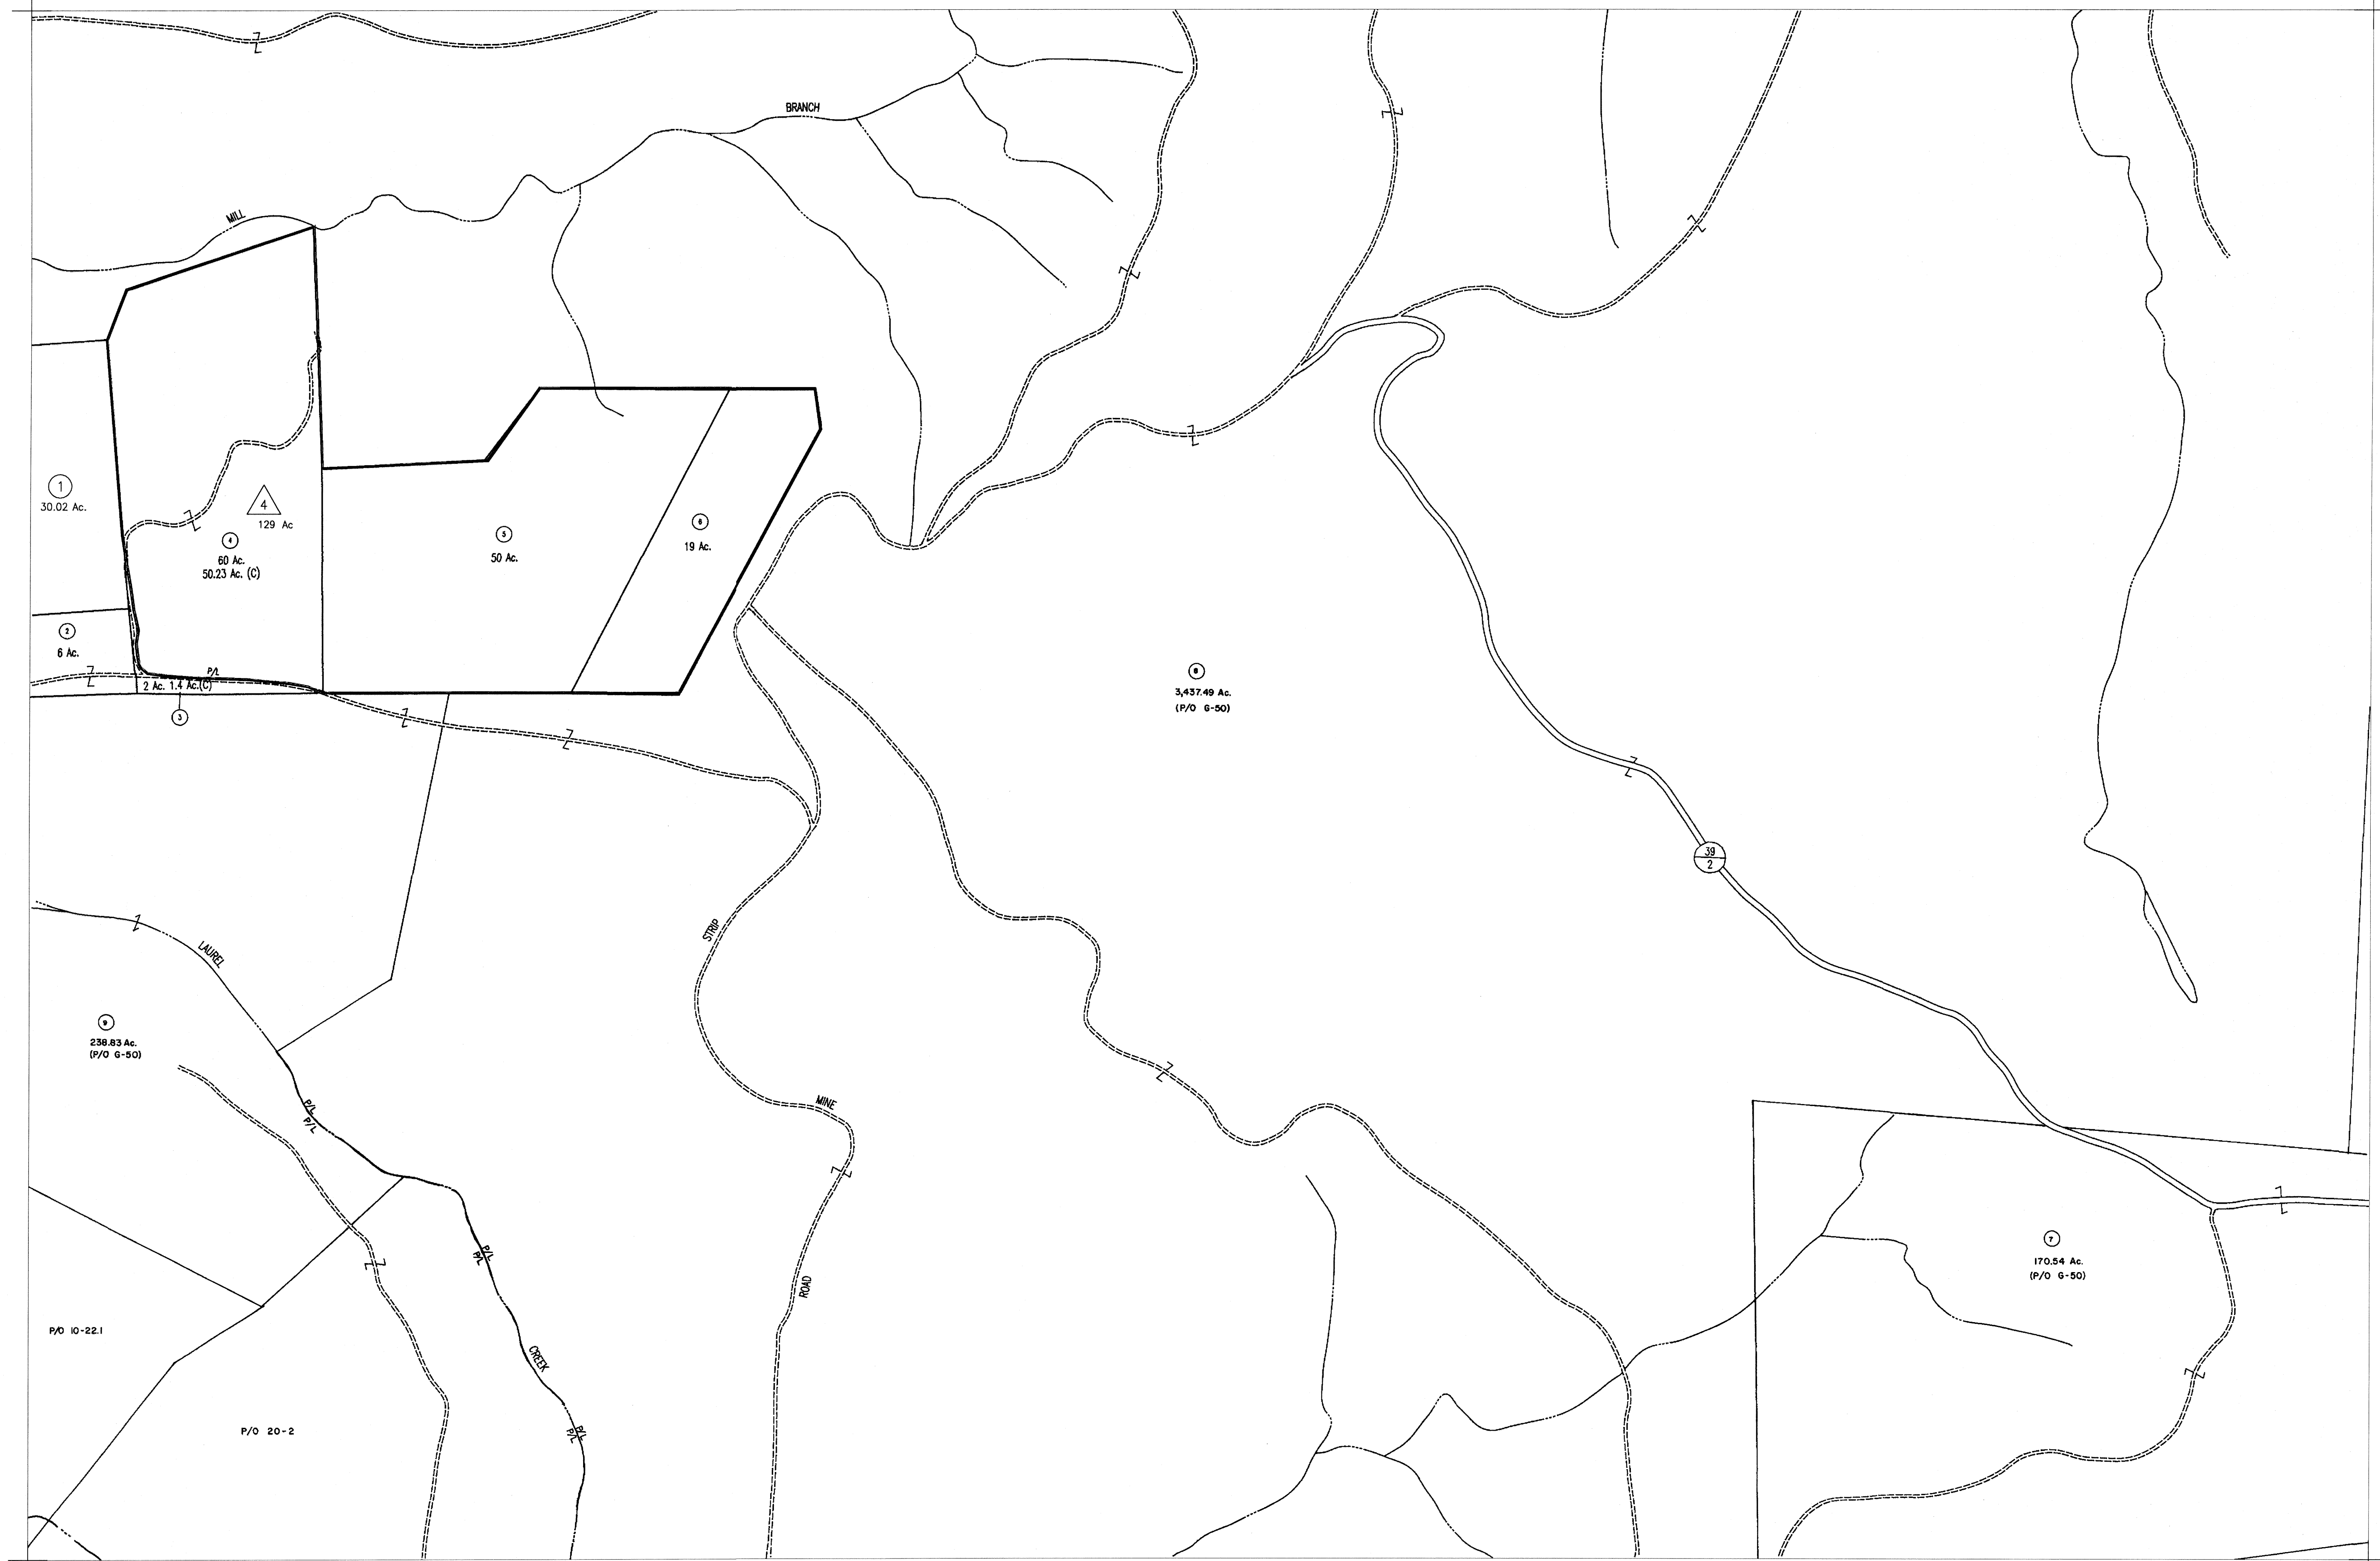 BRANCH
MILL
1
30.02 Ac.
4
129 Ac
4
60 Ac.
50.23 Ac. (C)
5
50 Ac.
6
19 Ac.
2
6 Ac.
P/L
2 Ac. 1.4 Ac.(C)
3
8
3,437.49 Ac.
(P/O G-50)
39
2
STRIP
LAUREL
9
238.83 Ac.
(P/O G-50)
P/L
P/L
MINE
P/L
P/L
ROAD
7
170.54 Ac.
(P/O G-50)
P/O 10-22.1
CREEK
P/O 20-2
P/L
P/L